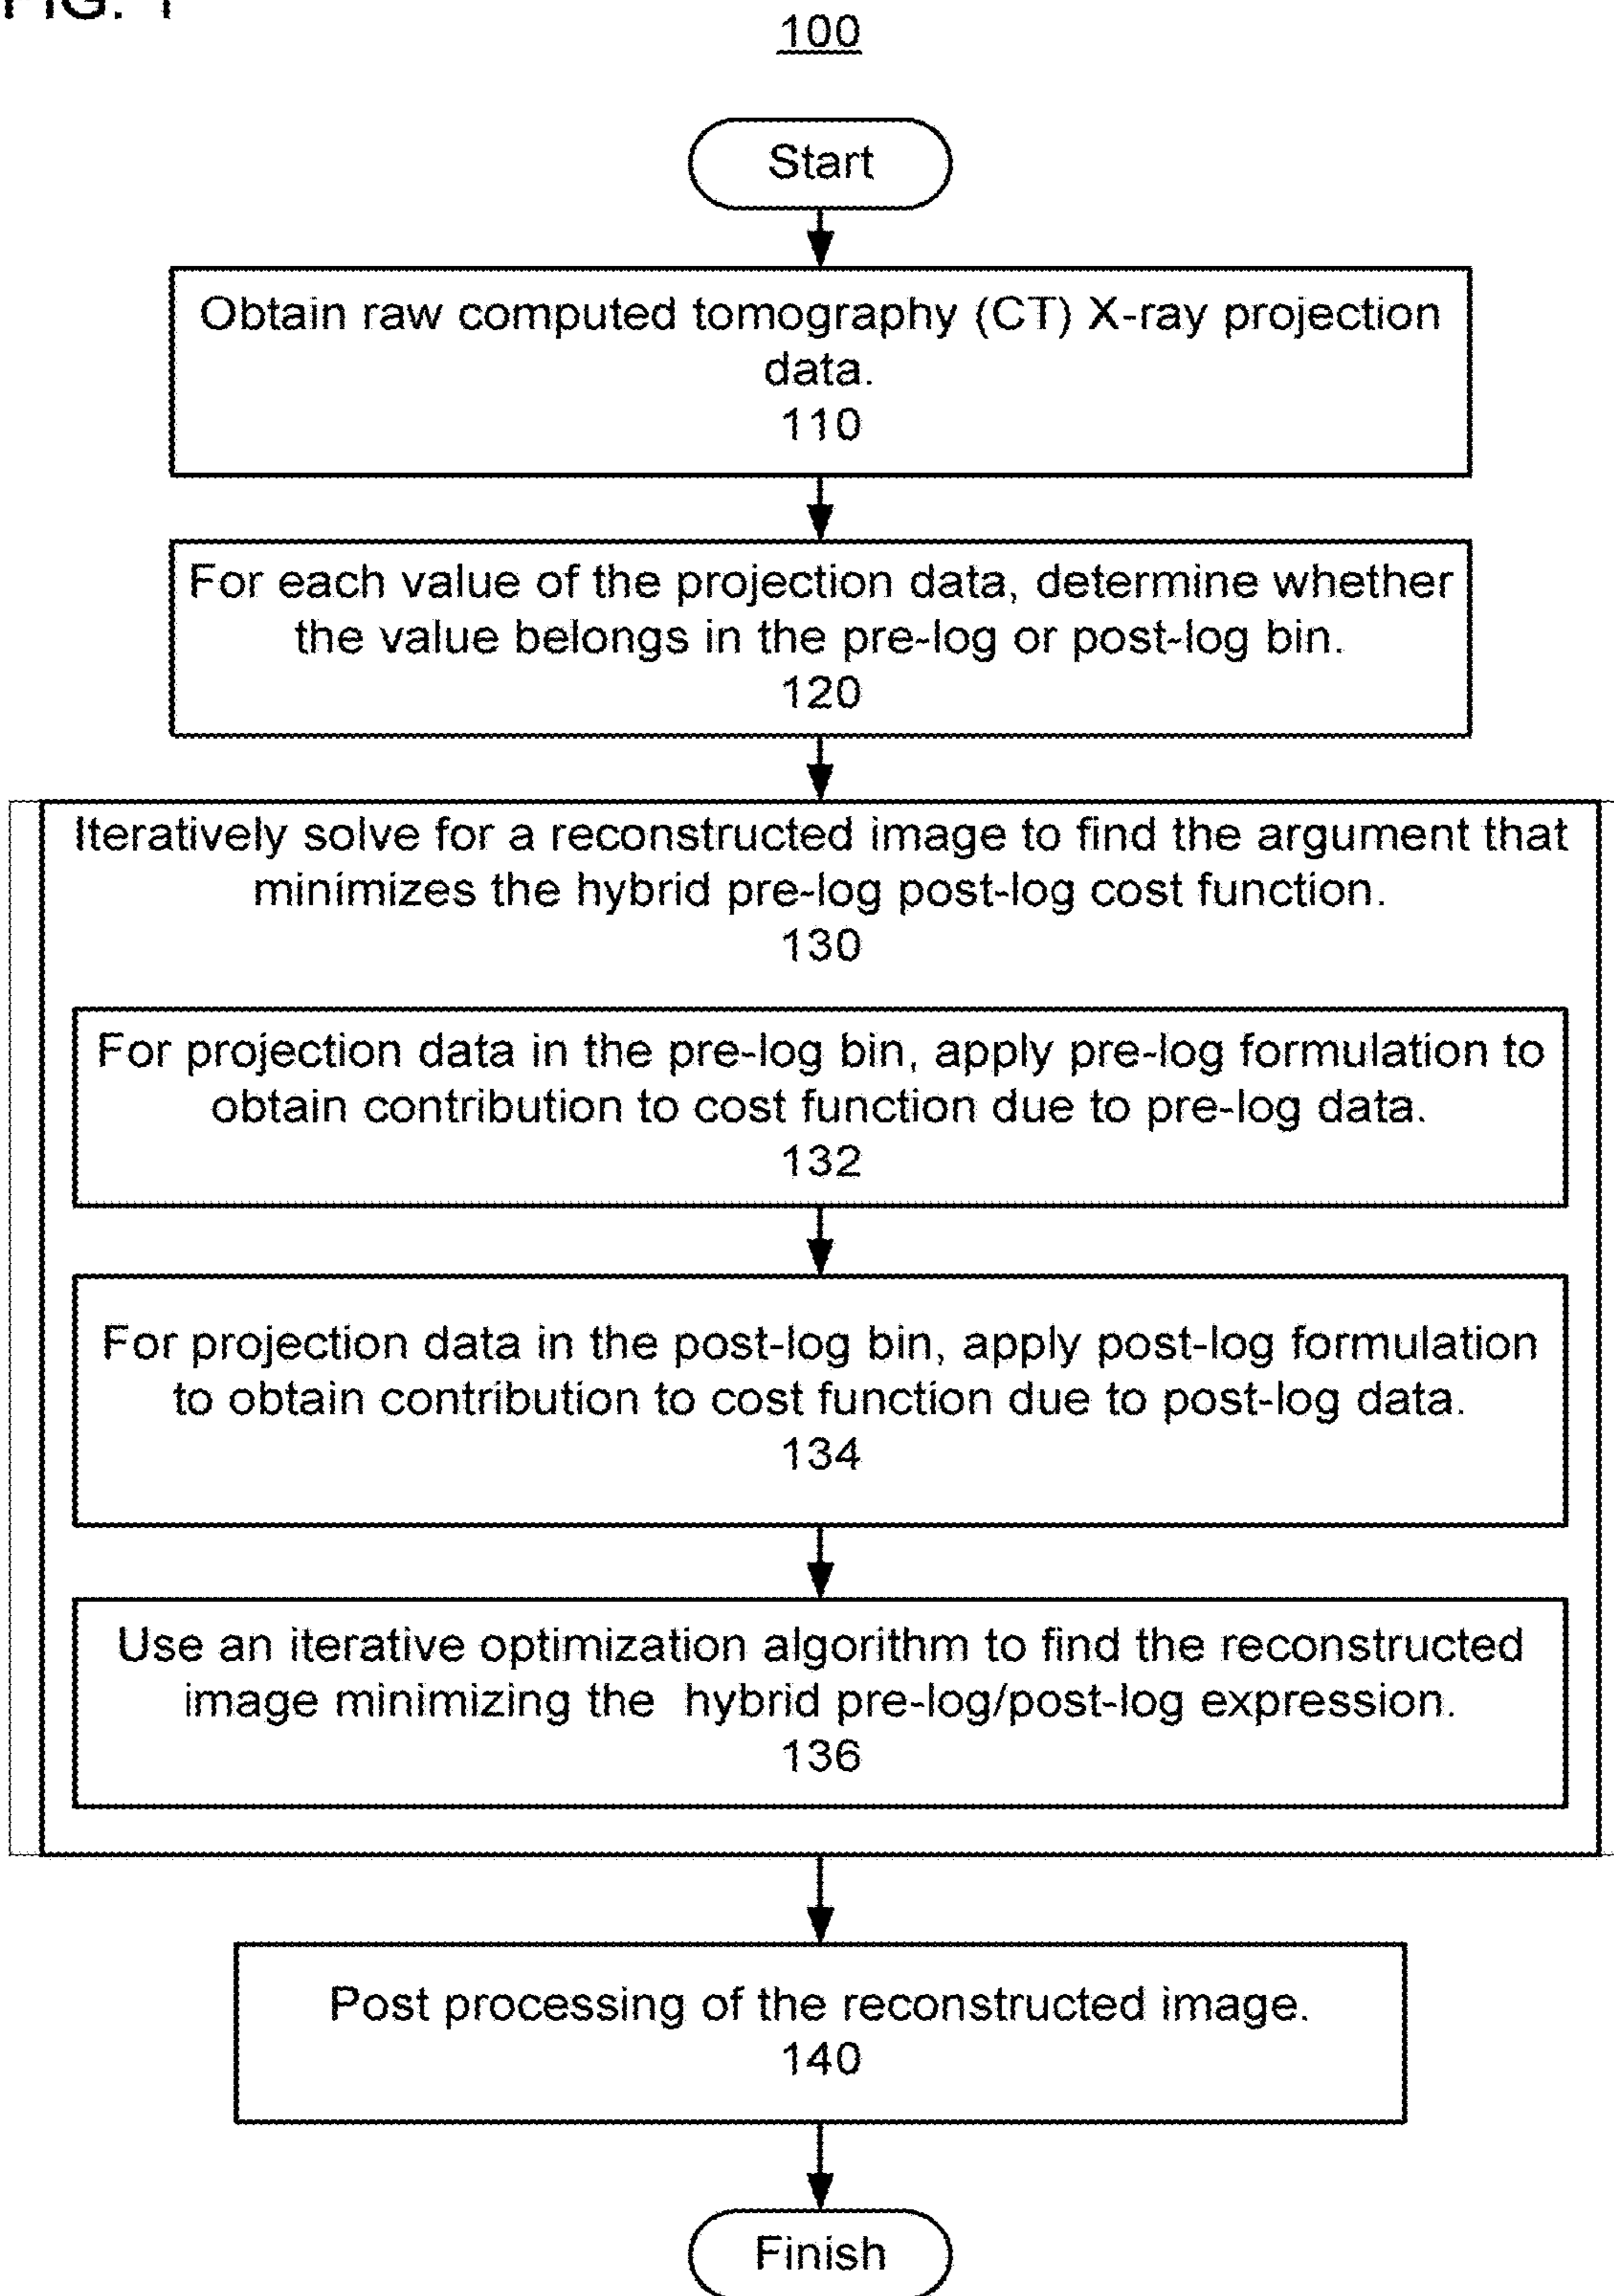 FIG. 1
100
Start
Obtain raw computed tomography (CT) X-ray projection
data.
110
For each value of the projection data, determine whether
the value belongs in the pre-log or post-log bin.
120
Iteratively solve for a reconstructed image to find the argument that
minimizes the hybrid pre-log post-log cost function.
130
For projection data in the pre-log bin, apply pre-log formulation to
obtain contribution to cost function due to pre-log data.
132
For projection data in the post-log bin, apply post-log formulation
to obtain contribution to cost function due to post-log data.
134
Use an iterative optimization algorithm to find the reconstructed
image minimizing the hybrid pre-log/post-log expression.
136
Post processing of the reconstructed image.
140
Finish